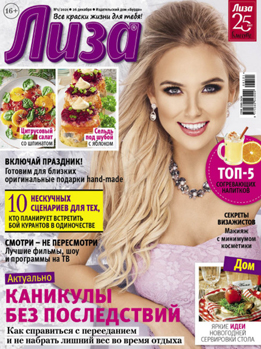 16+
№1/2021 • 26 декабря • Издательский дом «Бурда»
Все краски жизни для тебя!
Лиза
Лиза
25
Цитрусовый
салат
со шпинатом
Сельдь
под шубой
с яблоком
ВКЛЮЧАЙ ПРАЗДНИК!
Готовим для близких
оригинальные подарки hand-made
10 НЕСКУЧНЫХ
СЦЕНАРИЕВ ДЛЯ ТЕХ,
КТО ПЛАНИРУЕТ ВСТРЕТИТЬ
БОЙ КУРАНТОВ В ОДИНОЧЕСТВЕ
СМОТРИ – НЕ ПЕРЕСМОТРИ
Лучшие фильмы, шоу
и программы на ТВ
Актуально
КАНИКУЛЫ
БЕЗ ПОСЛЕДСТВИЙ
Как справиться с перееданием
и не набрать лишний вес во время отдыха
ТОП-5
СОГРЕВАЮЩИХ
НАПИТКОВ
СЕКРЕТЫ
ВИЗАЖИСТОВ
Макияж
с минимумом
косметики
Дом
ЯРКИЕ ИДЕИ
НОВОГОДНЕЙ
СЕРВИРОВКИ СТОЛА